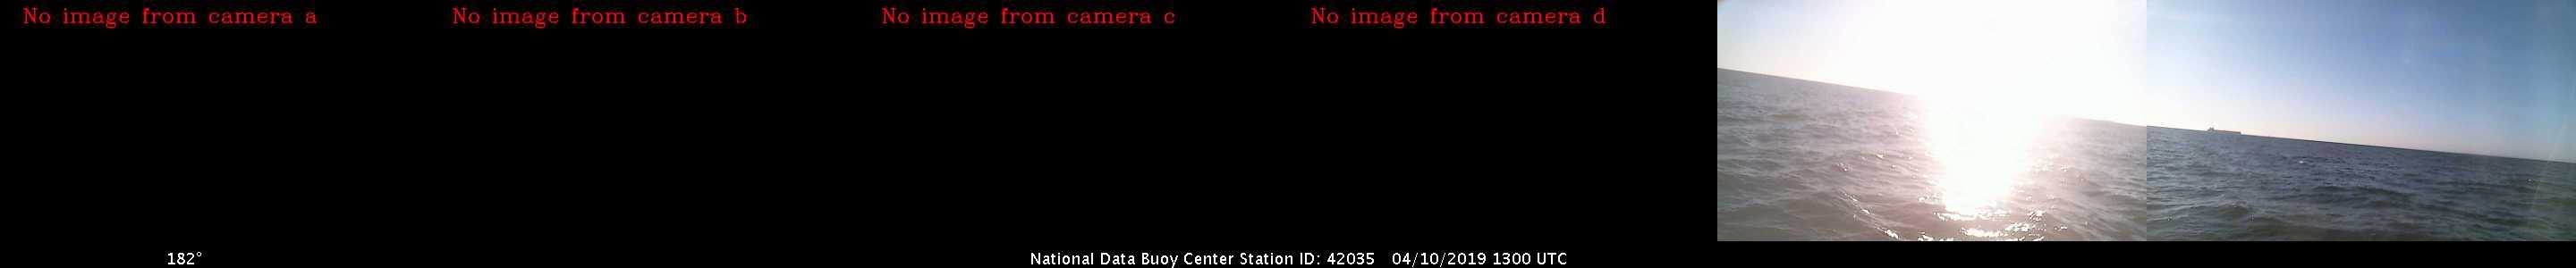 No image from camera a
No image from camera b
No image from camera c
No image from camera d
182°
National Data Buoy Center Station ID: 42035 04/10/2019 1300 UTC